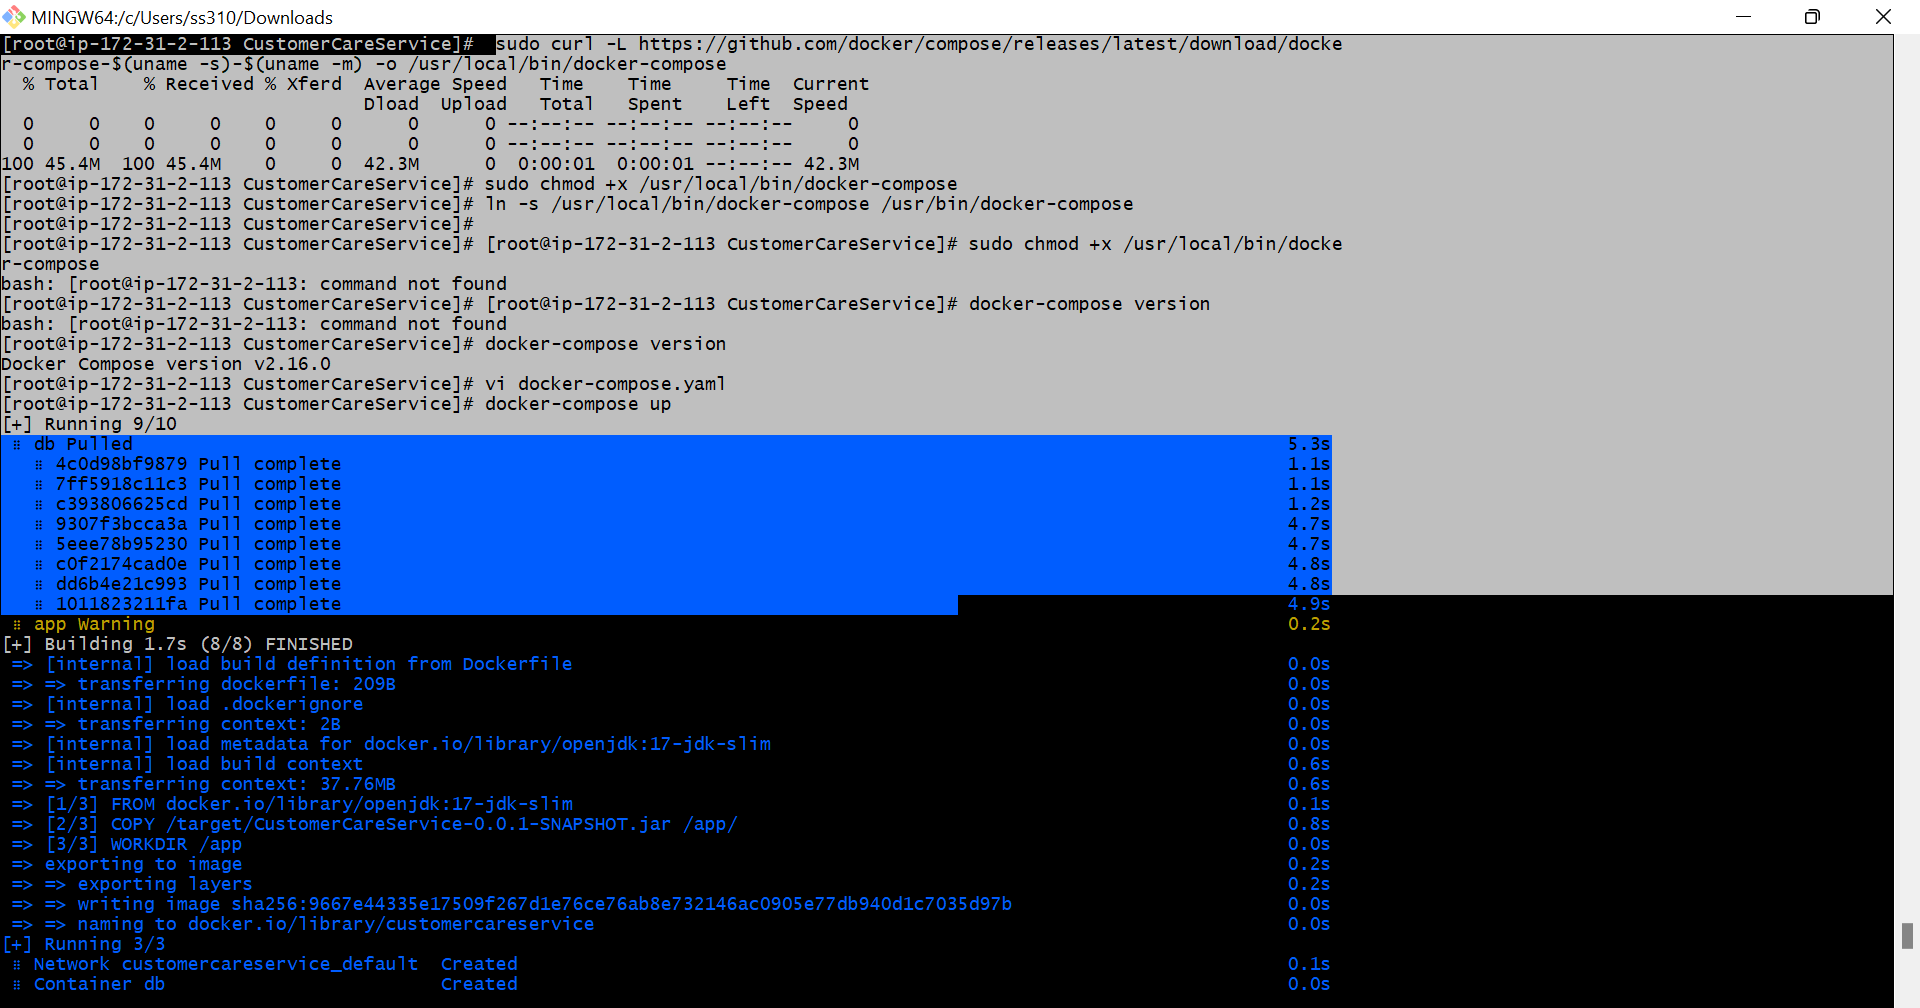 MINGW64:/c/Users/ss310/Downloads
[root@ip-172-31-2-113 CustomerCareService]# sudo curl -L https://github.com/docker/compose/releases/latest/download/docke
r-compose-$(uname -s)-$(uname -m) -o /usr/local/bin/docker-compose
% Total % Received % Xferd Average Speed Time Time Time Current
Dload Upload Total Spent Left Speed
0 0 0 0 0 0 0 0 --:--:-- --:--:-- --:--:-- 0
0 0 0 0 0 0 0 0 --:--:-- --:--:-- --:--:-- 0
100 45.4M 100 45.4M 0 0 42.3M 0 0:00:01 0:00:01 --:--:-- 42.3M
[root@ip-172-31-2-113 CustomerCareService]# sudo chmod +x /usr/local/bin/docker-compose
[root@ip-172-31-2-113 CustomerCareService]# ln -s /usr/local/bin/docker-compose /usr/bin/docker-compose
[root@ip-172-31-2-113 CustomerCareService]#
[root@ip-172-31-2-113 CustomerCareService]# [root@ip-172-31-2-113 CustomerCareService]# sudo chmod +x /usr/local/bin/docke
r-compose
bash: [root@ip-172-31-2-113: command not found
[root@ip-172-31-2-113 CustomerCareService]# [root@ip-172-31-2-113 CustomerCareService]# docker-compose version
bash: [root@ip-172-31-2-113: command not found
[root@ip-172-31-2-113 CustomerCareService]# docker-compose version
Docker Compose version v2.16.0
[root@ip-172-31-2-113 CustomerCareService]# vi docker-compose.yaml
[root@ip-172-31-2-113 CustomerCareService]# docker-compose up
[+] Running 9/10
⠿ db Pulled 5.3s
⠿ 4c0d98bf9879 Pull complete 1.1s
⠿ 7ff5918c11c3 Pull complete 1.1s
⠿ c393806625cd Pull complete 1.2s
⠿ 9307f3bcca3a Pull complete 4.7s
⠿ 5eee78b95230 Pull complete 4.7s
⠿ c0f2174cad0e Pull complete 4.8s
⠿ dd6b4e21c993 Pull complete 4.8s
⠿ 1011823211fa Pull complete 4.9s
⠿ app Warning 0.2s
[+] Building 1.7s (8/8) FINISHED
=> [internal] load build definition from Dockerfile 0.0s
=> => transferring dockerfile: 209B 0.0s
=> [internal] load .dockerignore 0.0s
=> => transferring context: 2B 0.0s
=> [internal] load metadata for docker.io/library/openjdk:17-jdk-slim 0.0s
=> [internal] load build context 0.6s
=> => transferring context: 37.76MB 0.6s
=> [1/3] FROM docker.io/library/openjdk:17-jdk-slim 0.1s
=> [2/3] COPY /target/CustomerCareService-0.0.1-SNAPSHOT.jar /app/ 0.8s
=> [3/3] WORKDIR /app 0.0s
=> exporting to image 0.2s
=> => exporting layers 0.2s
=> => writing image sha256:9667e44335e17509f267d1e76ce76ab8e732146ac0905e77db940d1c7035d97b 0.0s
=> => naming to docker.io/library/customercareservice 0.0s
[+] Running 3/3
⠿ Network customercareservice_default Created 0.1s
⠿ Container db Created 0.0s